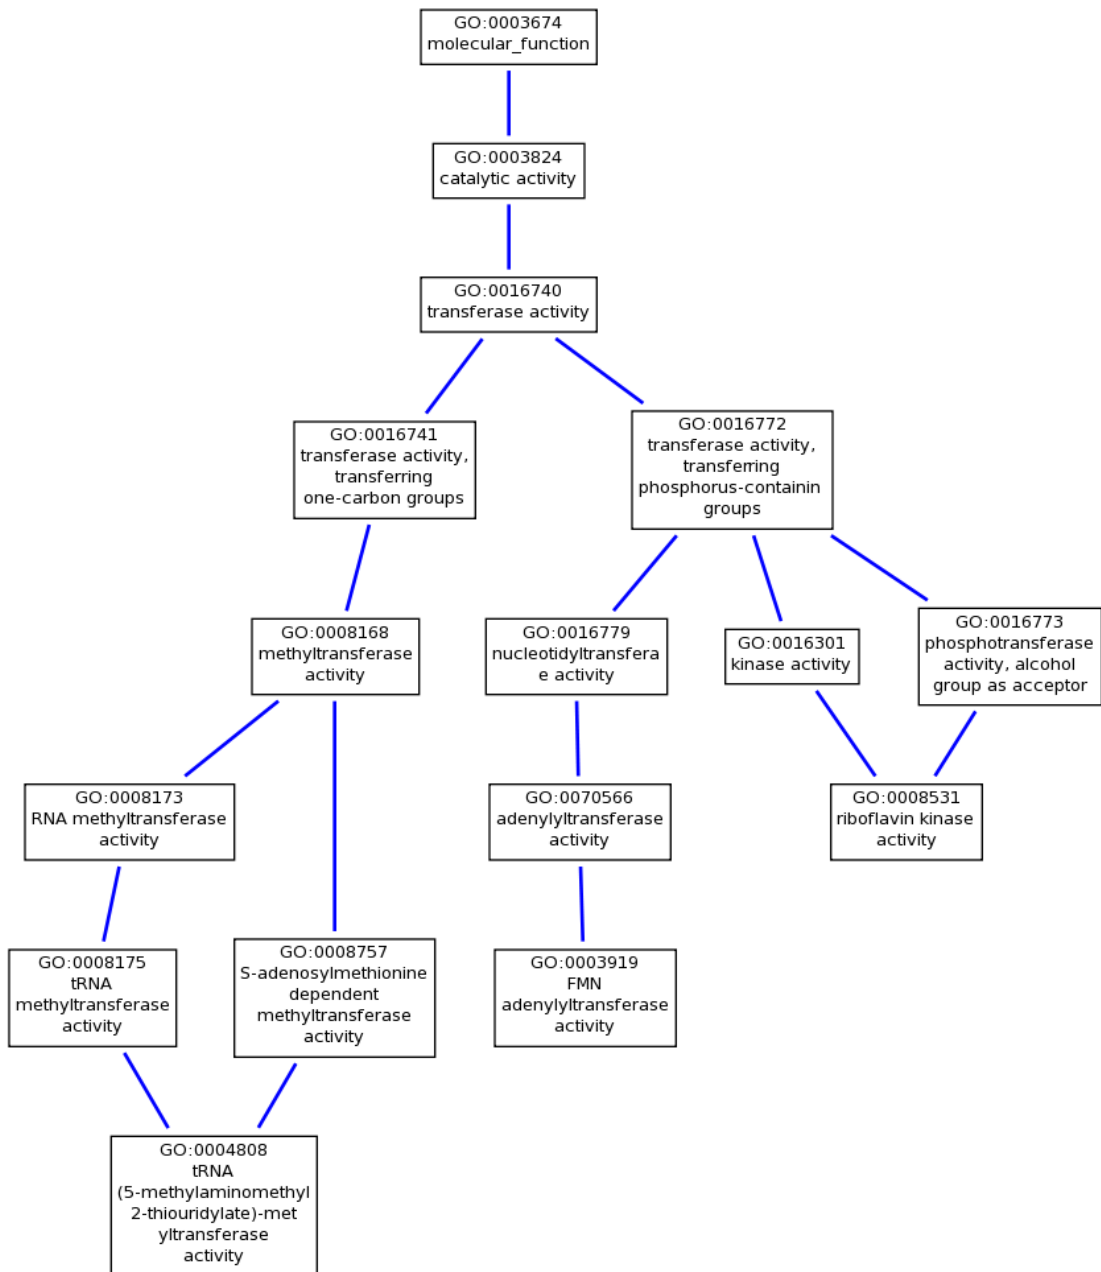 GO:0003674
molecular_function
GO:0003824
catalytic activity
GO:0016740
transferase activity
GO:0016741
transferase activity,
transferring
one-carbon groups
GO:0016772
transferase activity,
transferring
phosphorus-containin
groups
GO:0008168
methyltransferase
activity
GO:0016779
nucleotidyltransfera
e activity
GO:0016301
kinase activity
GO:0016773
phosphotransferase
activity, alcohol
group as acceptor
GO:0008173
RNA methyltransferase
activity
GO:0070566
adenylyltransferase
activity
GO:0008531
riboflavin kinase
activity
GO:0008175
tRNA
methyltransferase
activity
GO:0008757
S-adenosylmethionine
dependent
methyltransferase
activity
GO:0003919
FMN
adenylyltransferase
activity
GO:0004808
tRNA
(5-methylaminomethyl
2-thiouridylate)-met
yltransferase
activity